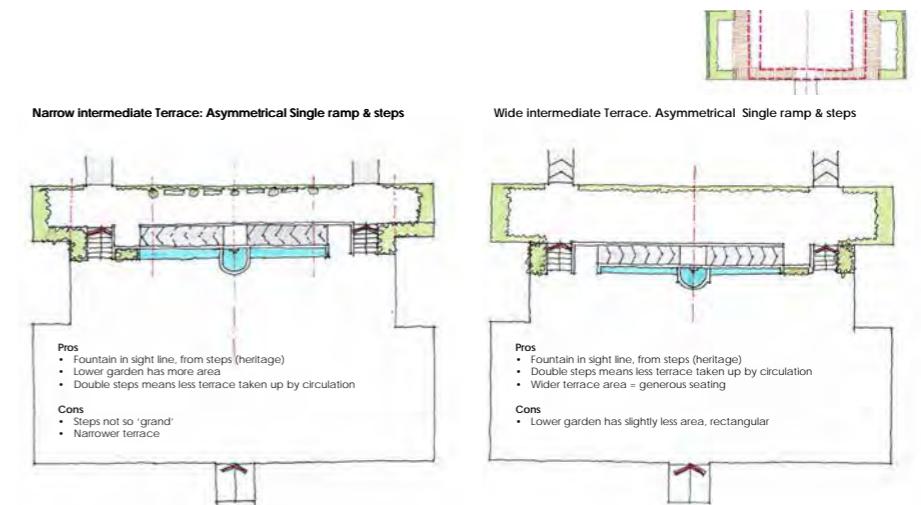 Narrow intermediate Terrace: Asymmetrical Single ramp & steps
Pros
• Fountain in sight line, from steps (heritage)
• Lower garden has more area
• Double steps means less terrace taken up by circulation
Cons
• Steps not so ‘grand’
• Narrower terrace
Wide intermediate Terrace. Asymmetrical Single ramp & steps
Pros
• Fountain in sight line, from steps (heritage)
• Double steps means less terrace taken up by circulation
• Wider terrace area = generous seating
Cons
• Lower garden has slightly less area, rectangular